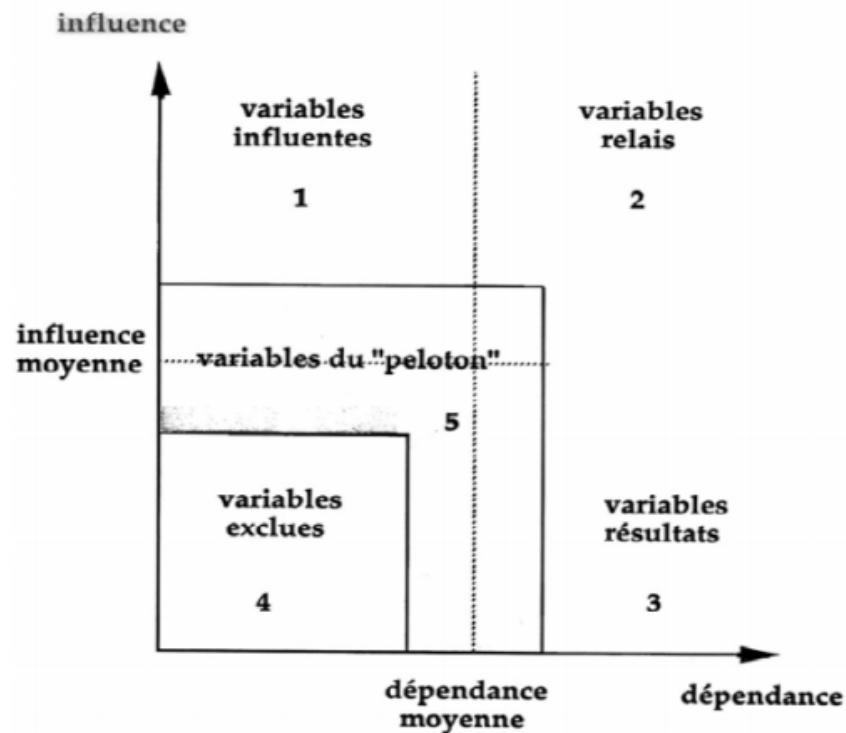 influence
variables
influentes
1
variables
relais
2
influence
moyenne
variables du "peloton"
5
variables
exclues
4
variables
résultats
3
dépendance
moyenne
dépendance